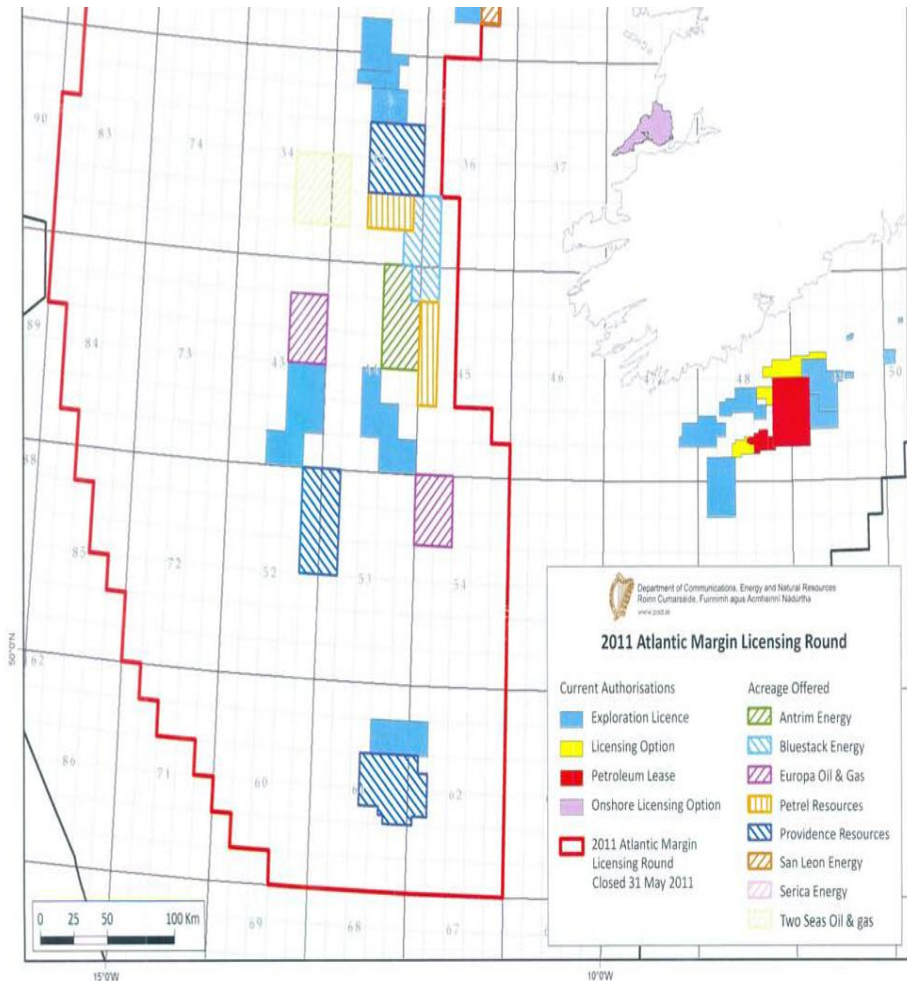 90
83
74
34
36
37
89
84
73
43
44
45
46
47
48
50
88
85
72
52
53
54
50°0'N
62
86
71
60
62
69
68
67
Department of Communications, Energy and Natural Resources
Roinn Cumarsáide, Fuinnimh agus Acmhainní Nádúrtha
www.pad.ie
2011 Atlantic Margin Licensing Round
Current Authorisations
Exploration Licence
Licensing Option
Petroleum Lease
Onshore Licensing Option
2011 Atlantic Margin
Licensing Round
Closed 31 May 2011
Acreage Offered
Antrim Energy
Bluestack Energy
Europa Oil & Gas
Petrel Resources
Providence Resources
San Leon Energy
Serica Energy
Two Seas Oil & gas
0 25 50 100 Km
15°0'W
10°0'W